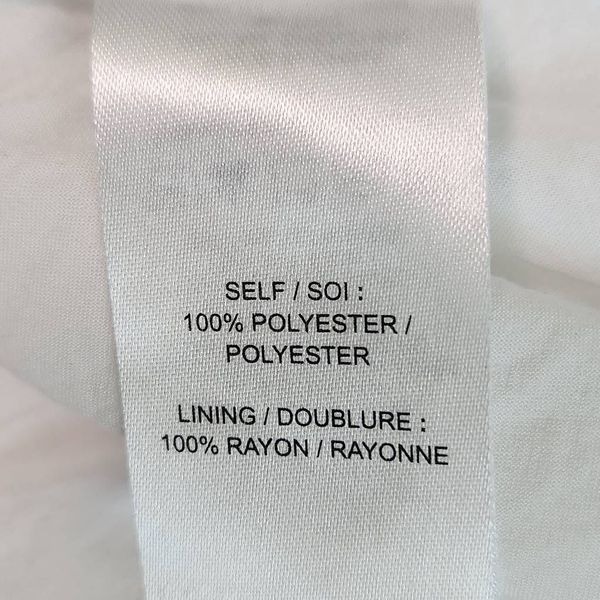 SELF / SOI :
100% POLYESTER /
POLYESTER
LINING / DOUBLURE :
100% RAYON / RAYONNE